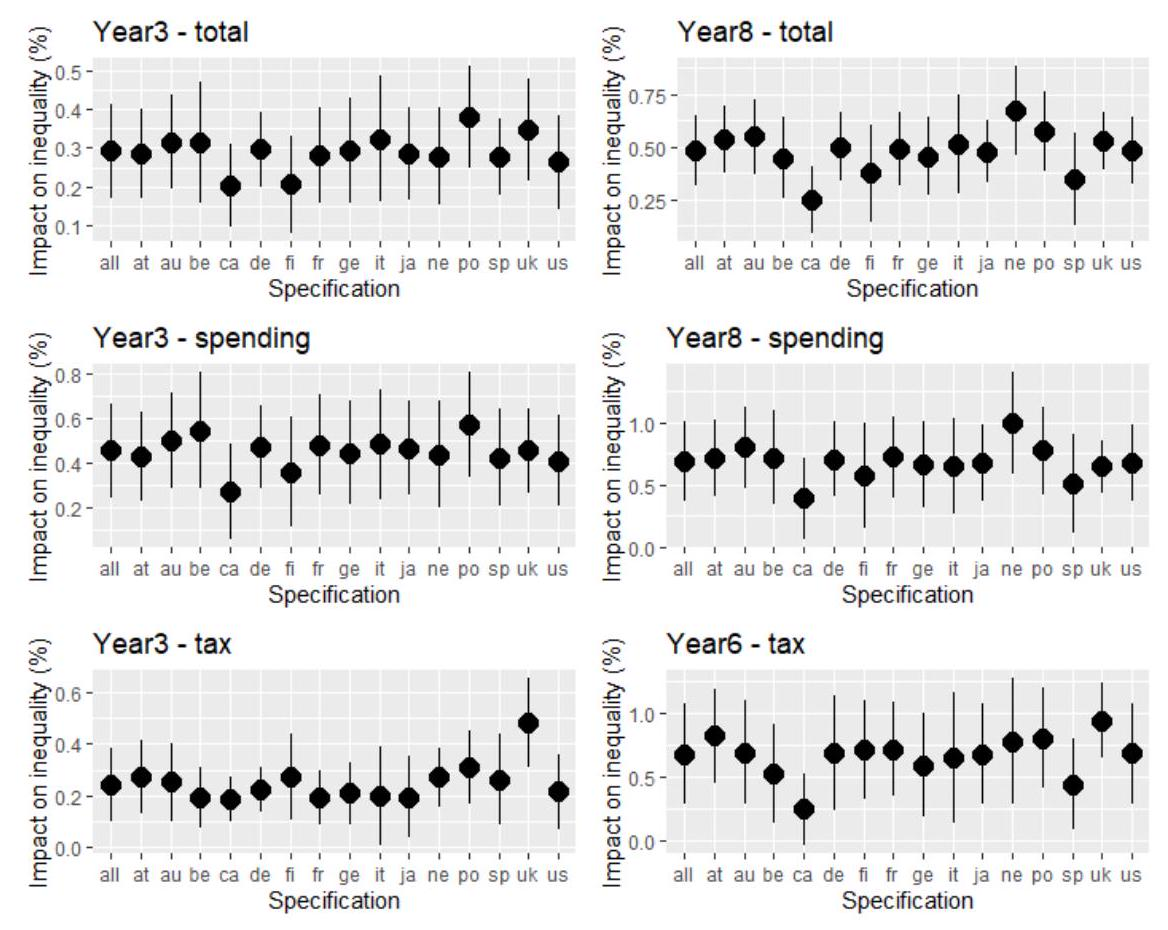 Year3 - total
Impact on inequality (%)
0.5
0.4
0.3
0.2
0.1
all at au be ca de fi fr ge it ja ne po sp uk us
Specification
Year8 - total
Impact on inequality (%)
0.75
0.50
0.25
all at au be ca de fi fr ge it ja ne po sp uk us
Specification
Year3 - spending
Impact on inequality (%)
0.8
0.6
0.4
0.2
all at au be ca de fi fr ge it ja ne po sp uk us
Specification
Year8 - spending
Impact on inequality (%)
1.0
0.5
0.0
all at au be ca de fi fr ge it ja ne po sp uk us
Specification
Year3 - tax
Impact on inequality (%)
0.6
0.4
0.2
0.0
all at au be ca de fi fr ge it ja ne po sp uk us
Specification
Year6 - tax
Impact on inequality (%)
1.0
0.5
0.0
all at au be ca de fi fr ge it ja ne po sp uk us
Specification